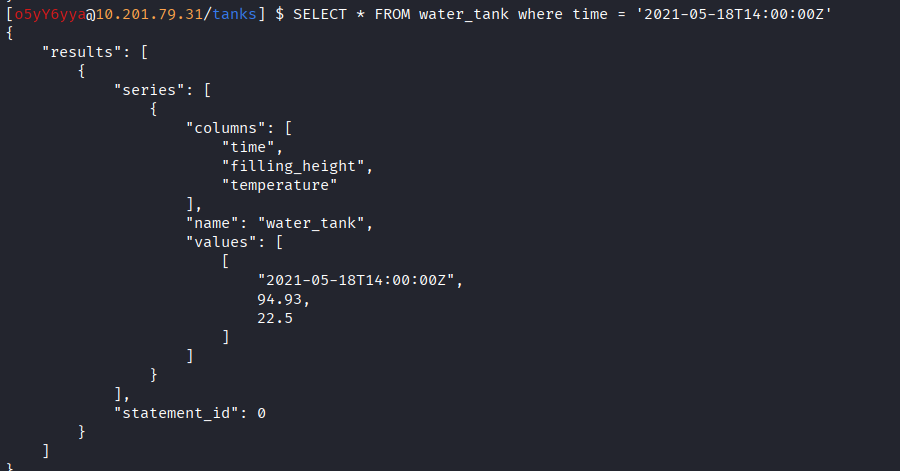 [o5yY6yya@10.201.79.31/tanks] $ SELECT * FROM water_tank where time = '2021-05-18T14:00:00Z'
{
    "results": [
        {
            "series": [
                {
                    "columns": [
                        "time",
                        "filling_height",
                        "temperature"
                    ],
                    "name": "water_tank",
                    "values": [
                        [
                            "2021-05-18T14:00:00Z",
                            94.93,
                            22.5
                        ]
                    ]
                }
            ],
            "statement_id": 0
        }
    ]
}